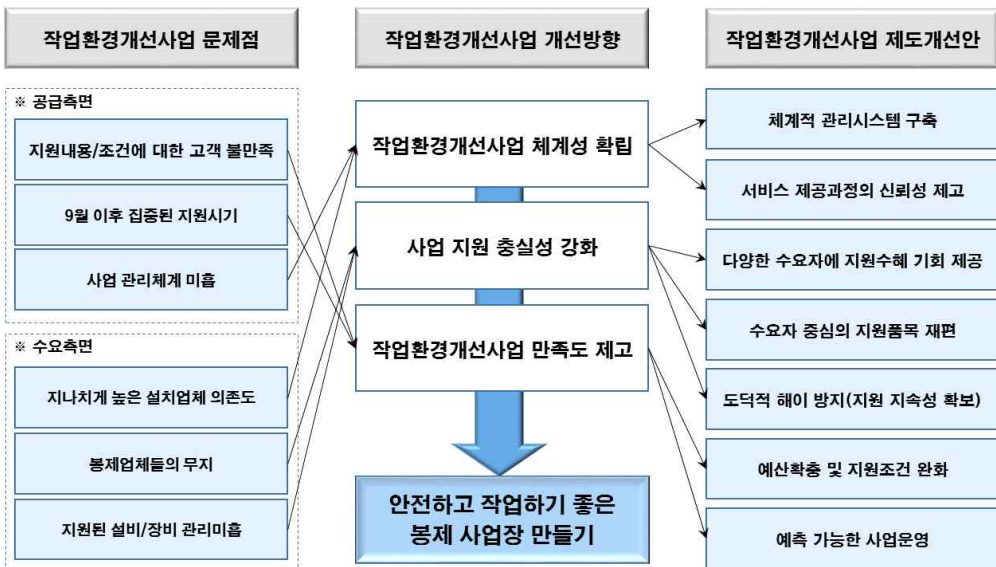 작업환경개선사업 문제점
※ 공급측면
지원내용/조건에 대한 고객 불만족
9월 이후 집중된 지원시기
사업 관리체계 미흡
※ 수요측면
지나치게 높은 설치업체 의존도
봉제업체들의 무지
지원된 설비/장비 관리미흡
작업환경개선사업 개선방향
작업환경개선사업 체계성 확립
사업 지원 충실성 강화
작업환경개선사업 만족도 제고
안전하고 작업하기 좋은
봉제 사업장 만들기
작업환경개선사업 제도개선안
체계적 관리시스템 구축
서비스 제공과정의 신뢰성 제고
다양한 수요자에 지원수혜 기회 제공
수요자 중심의 지원품목 재편
도덕적 해이 방지(지원 지속성 확보)
예산확충 및 지원조건 완화
예측 가능한 사업운영